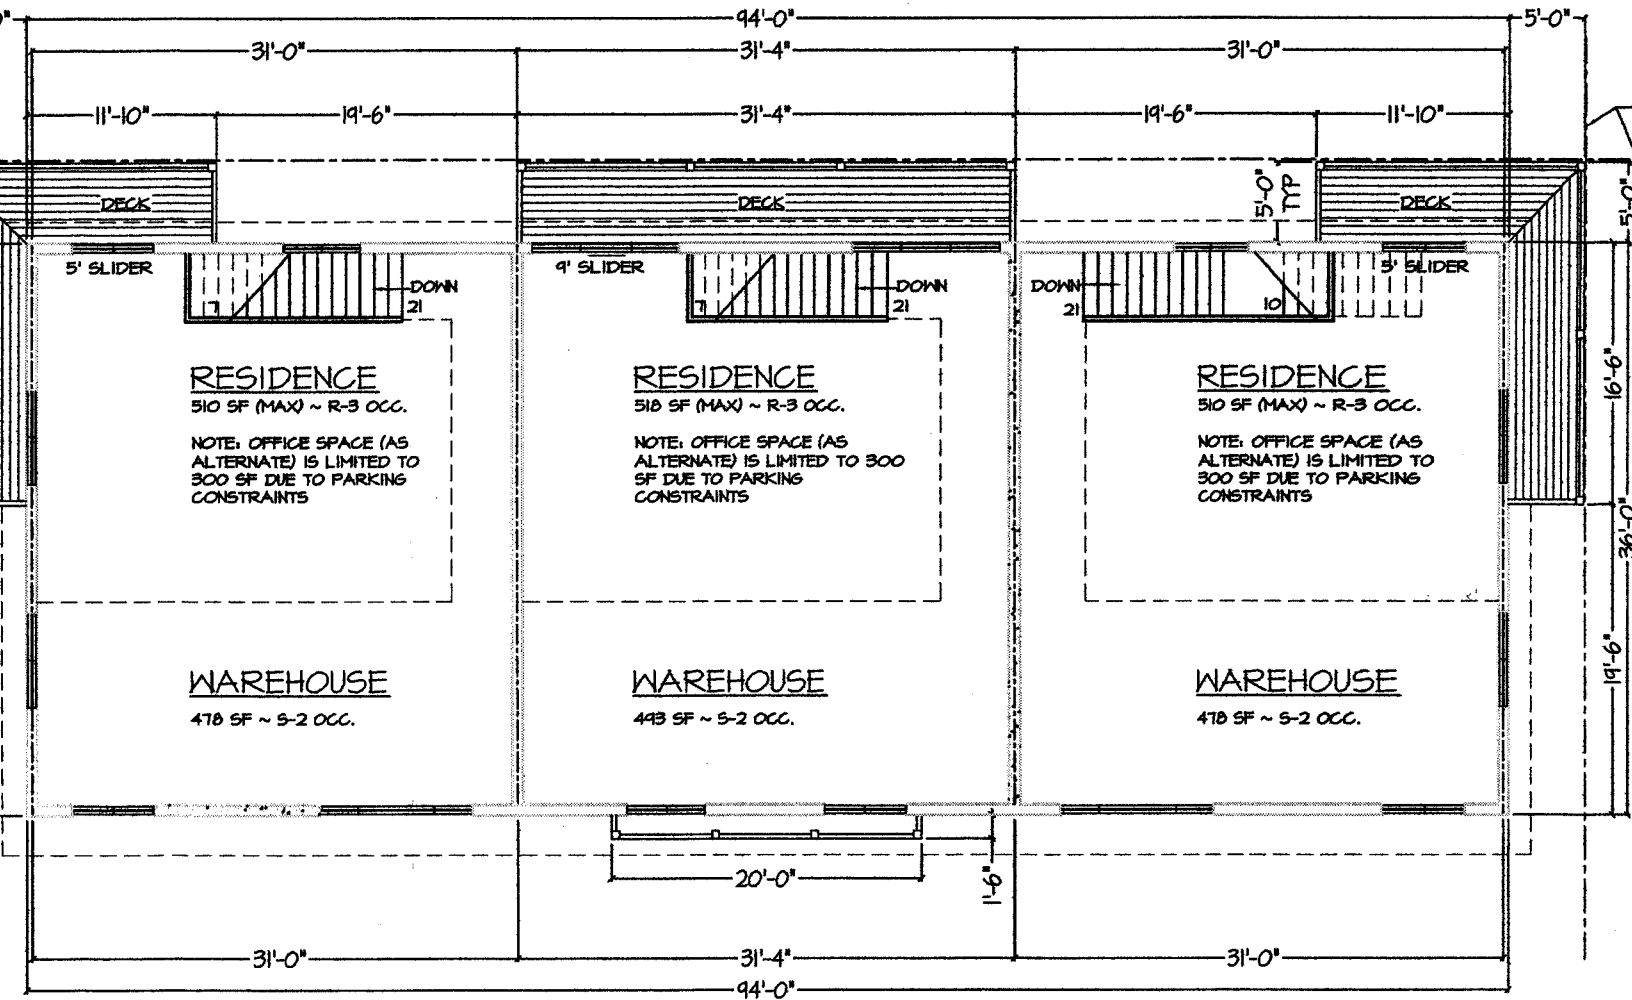 0"
94'-0"
5'-0"
31'-0"
31'-4"
31'-0"
11'-10"
19'-6"
31'-4"
19'-6"
11'-10"
DECK
DECK
5'-0"
TYP
DECK
5'-0"
5' SLIDER
9' SLIDER
5' SLIDER
7
DOWN
21
7
DOWN
21
DOWN
21
10
RESIDENCE
510 SF (MAX) ~ R-3 OCC.
NOTE: OFFICE SPACE (AS
ALTERNATE) IS LIMITED TO
300 SF DUE TO PARKING
CONSTRAINTS
RESIDENCE
518 SF (MAX) ~ R-3 OCC.
NOTE: OFFICE SPACE (AS
ALTERNATE) IS LIMITED TO 300
SF DUE TO PARKING
CONSTRAINTS
RESIDENCE
510 SF (MAX) ~ R-3 OCC.
NOTE: OFFICE SPACE (AS
ALTERNATE) IS LIMITED TO
300 SF DUE TO PARKING
CONSTRAINTS
16'-6"
36'-0"
19'-6"
WAREHOUSE
478 SF ~ S-2 OCC.
WAREHOUSE
493 SF ~ S-2 OCC.
WAREHOUSE
478 SF ~ S-2 OCC.
20'-0"
1'-6"
31'-0"
31'-4"
31'-0"
94'-0"